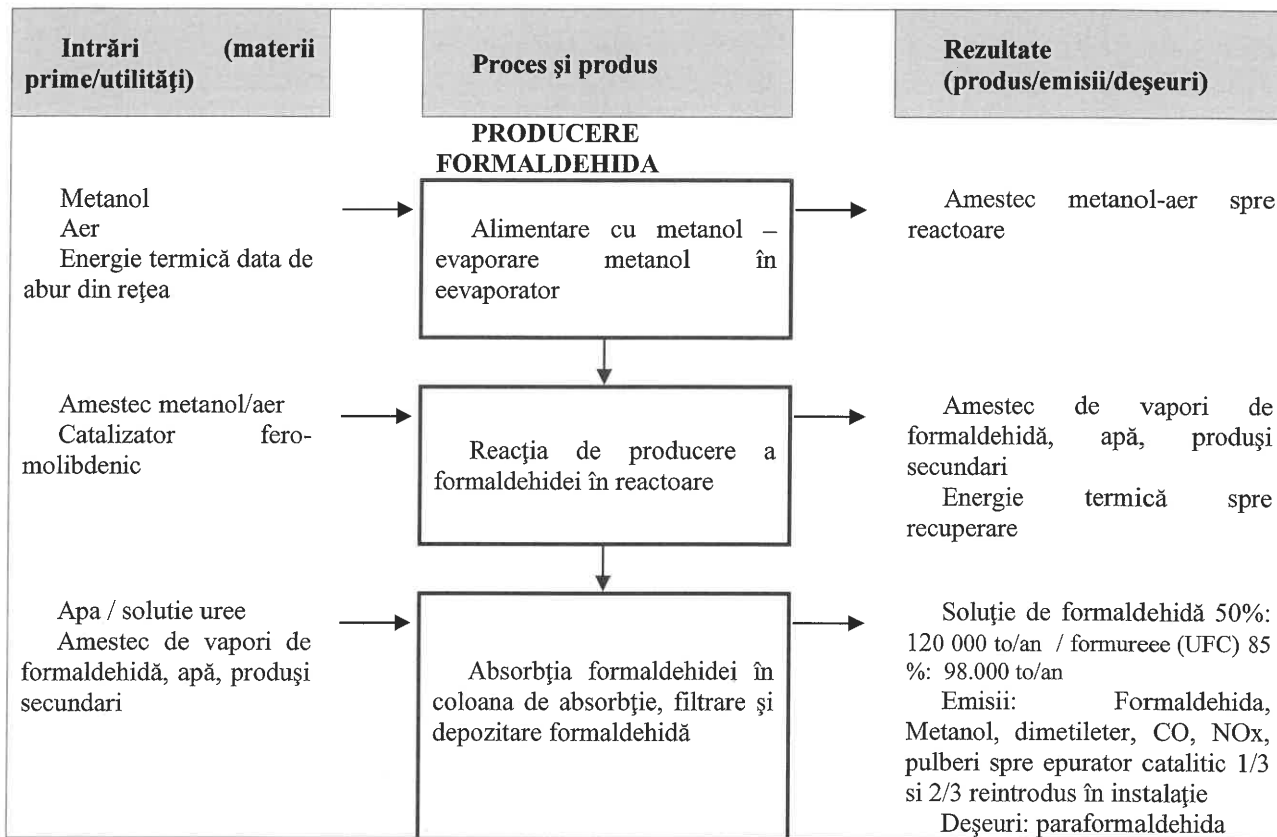 Intrări (materii
prime/utilităţi)
Proces şi produs
Rezultate
(produs/emisii/deşeuri)
PRODUCERE
FORMALDEHIDA
Metanol
Aer
Energie termică data de
abur din reţea
Alimentare cu metanol –
evaporare metanol în
eevaporator
Amestec metanol-aer spre
reactoare
Amestec metanol/aer
Catalizator fero-
molibdenic
Reacţia de producere a
formaldehidei în reactoare
Amestec de vapori de
formaldehidă, apă, produşi
secundari
Energie termică spre
recuperare
Apa / solutie uree
Amestec de vapori de
formaldehidă, apă, produşi
secundari
Absorbţia formaldehidei în
coloana de absorbţie, filtrare şi
depozitare formaldehidă
Soluţie de formaldehidă 50%:
120 000 to/an / formureee (UFC) 85
%: 98.000 to/an
Emisii: Formaldehida,
Metanol, dimetileter, CO, NOx,
pulberi spre epurator catalitic 1/3
si 2/3 reintrodus în instalaţie
Deşeuri: paraformaldehida